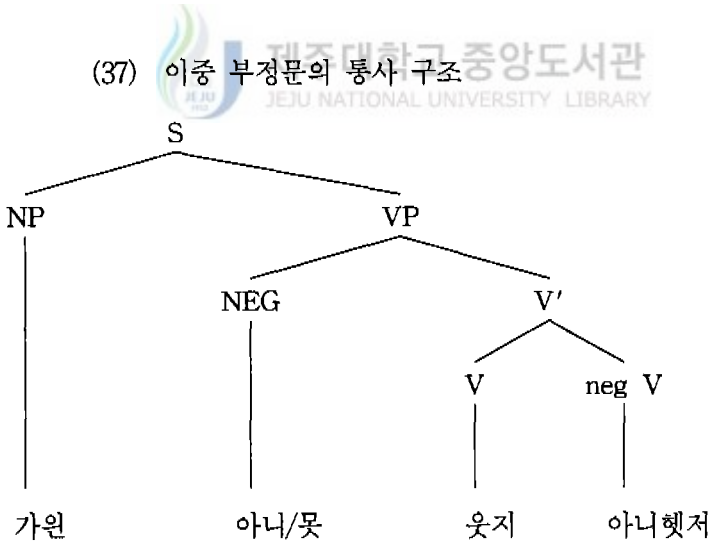 제주대학교 중앙도서관
JEJU NATIONAL UNIVERSITY LIBRARY
JEJU
1952
(37) 이중 부정문의 통사 구조
S
NP VP
NEG V′
V neg V
가윈 아니/못 웃지 아니헷저